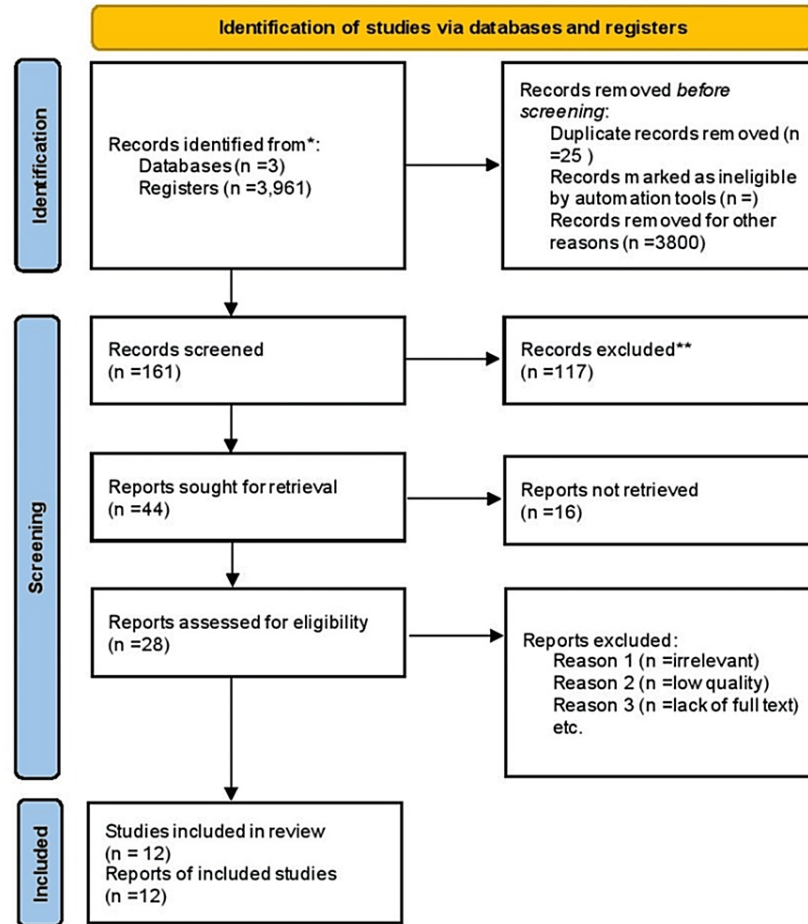 Identification of studies via databases and registers
Identification
Records identified from*:
Databases (n =3)
Registers (n =3,961)
Records removed before
screening:
Duplicate records removed (n
=25 )
Records marked as ineligible
by automation tools (n =)
Records removed for other
reasons (n =3800)
Screening
Records screened
(n =161)
Records excluded**
(n =117)
Reports sought for retrieval
(n =44)
Reports not retrieved
(n =16)
Reports assessed for eligibility
(n =28)
Reports excluded:
Reason 1 (n =irrelevant)
Reason 2 (n =low quality)
Reason 3 (n =lack of full text)
etc.
Included
Studies included in review
(n = 12)
Reports of included studies
(n =12)